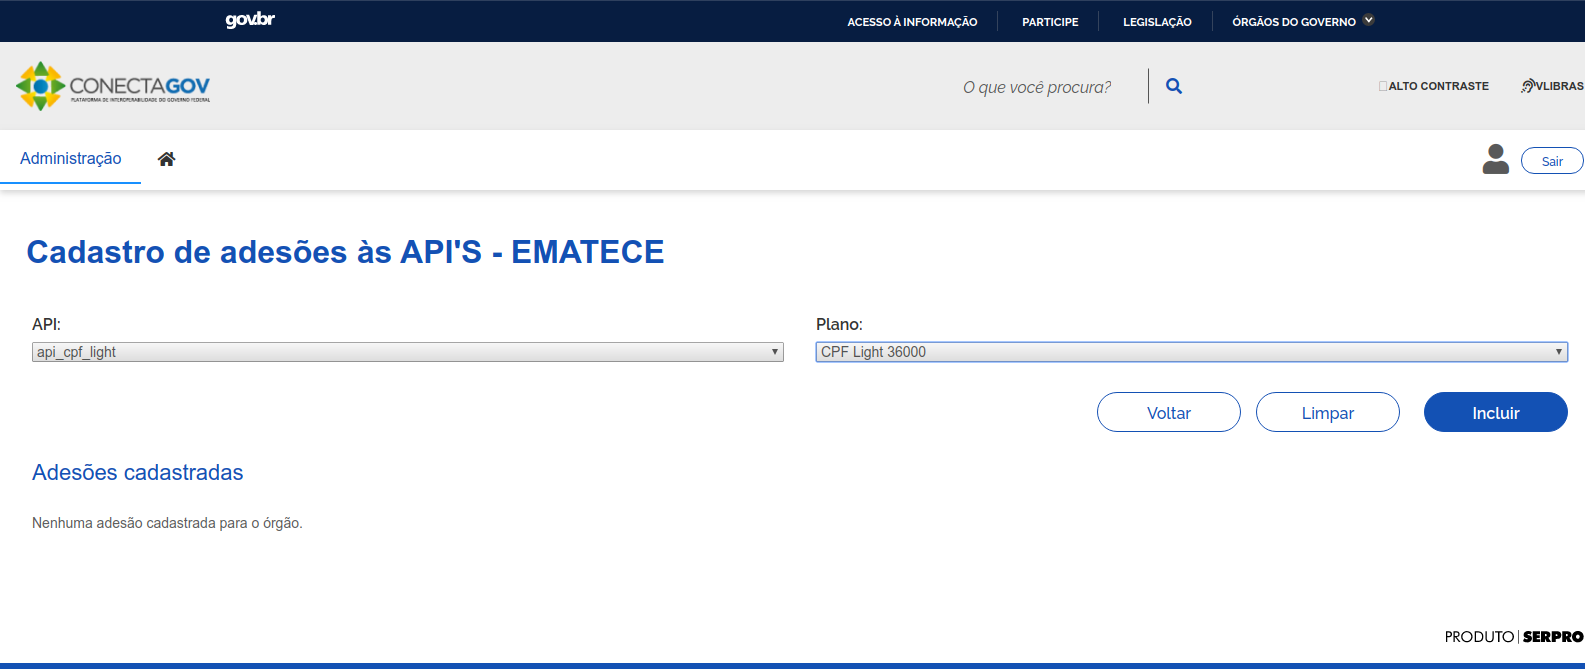 gov.br
ACESSO À INFORMAÇÃO PARTICIPE LEGISLAÇÃO ÓRGÃOS DO GOVERNO
CONECTAGOV
PLATAFORMA DE INTEROPERABILIDADE DO GOVERNO FEDERAL
O que você procura?
ALTO CONTRASTE VLIBRAS
Administração
Sair
Cadastro de adesões às API'S - EMATECE
API: Plano:
api_cpf_light CPF Light 36000
Voltar Limpar Incluir
Adesões cadastradas
Nenhuma adesão cadastrada para o órgão.
PRODUTO | SERPRO